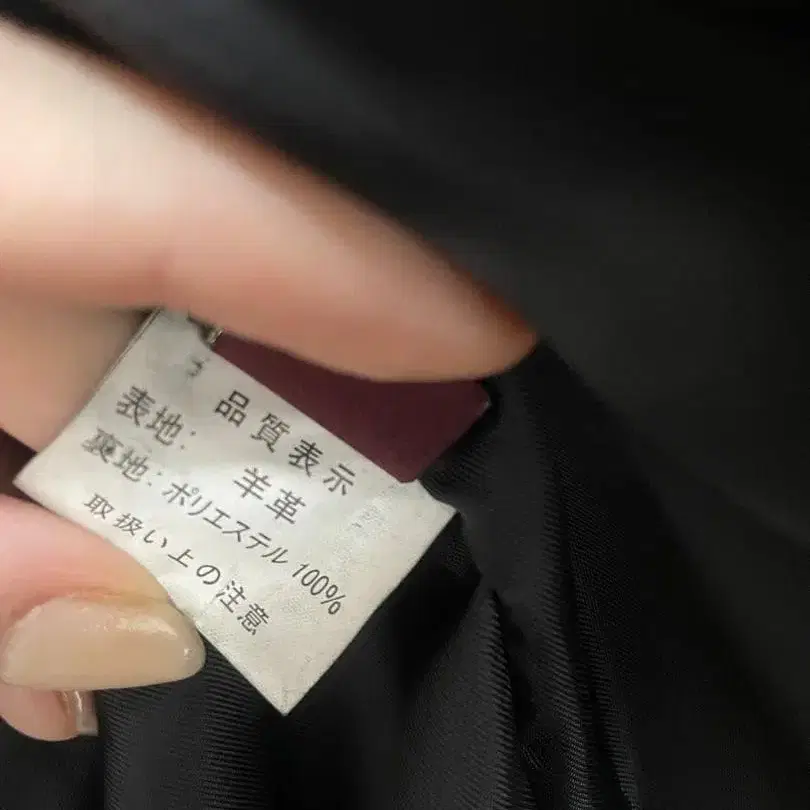 品質表示
表地: 羊革
裏地: ポリエステル 100%
取扱い上の注意